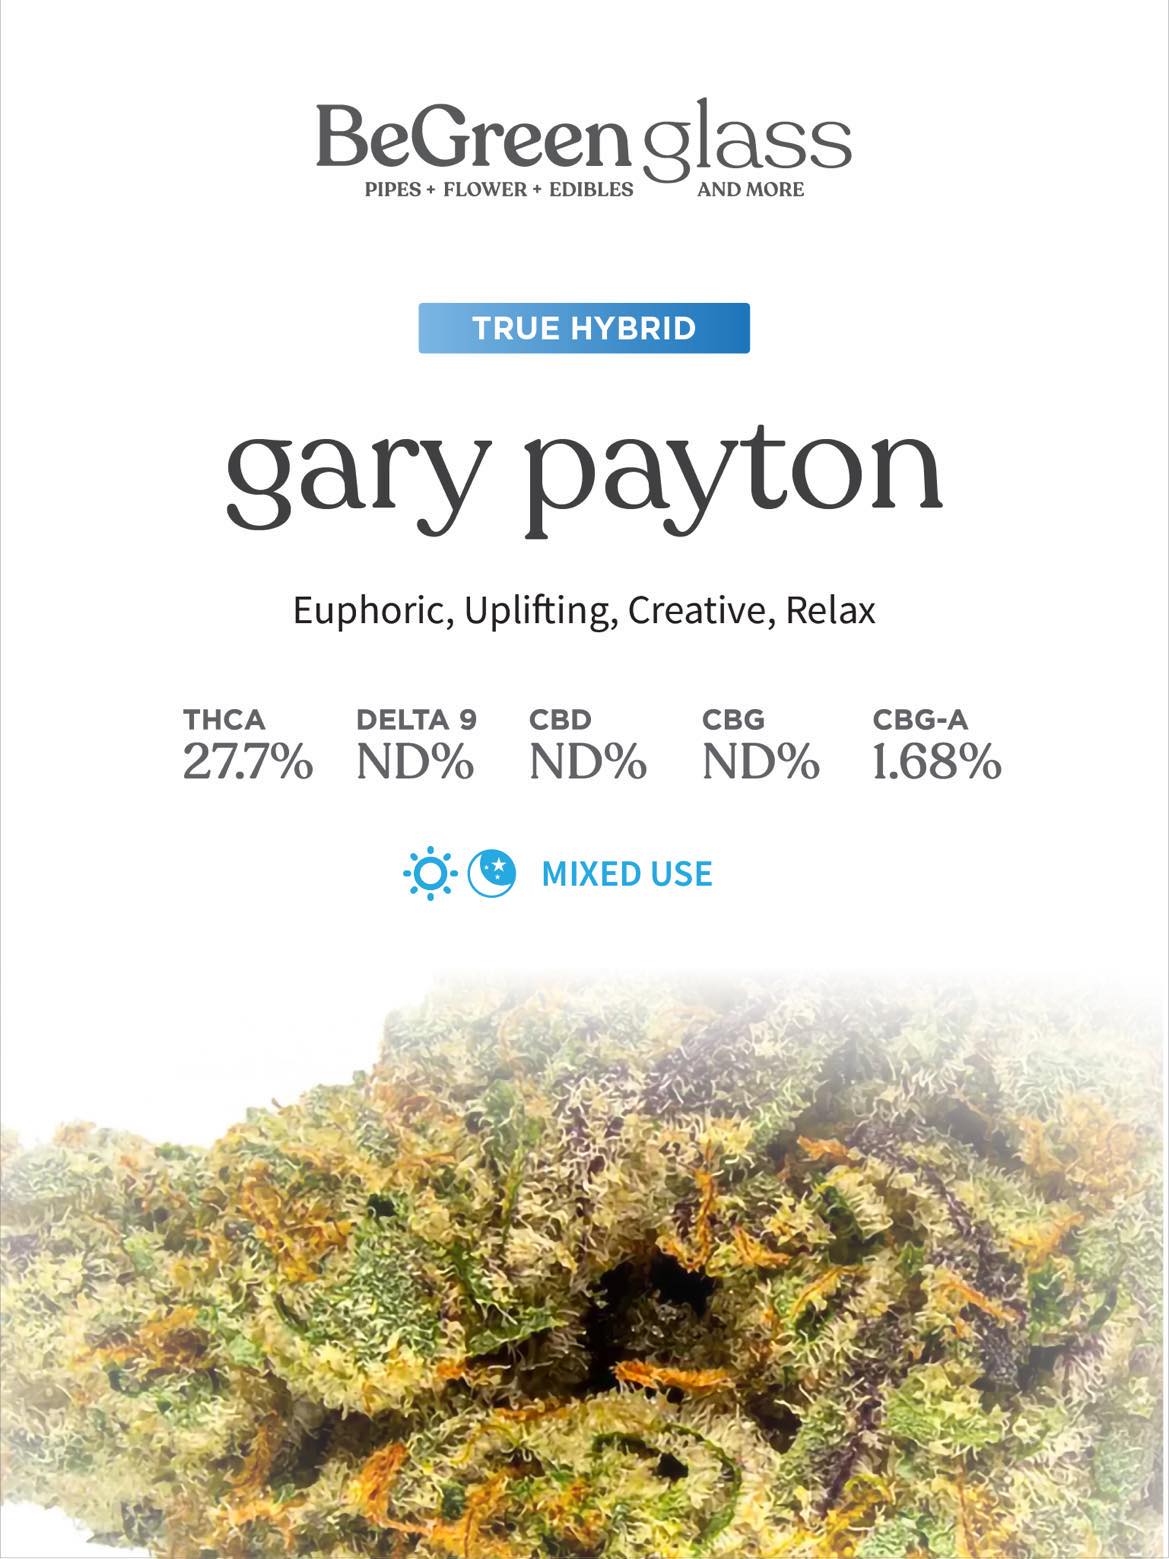 BeGreen glass
PIPES + FLOWER + EDIBLES AND MORE
TRUE HYBRID
gary payton
Euphoric, Uplifting, Creative, Relax
THCA DELTA 9 CBD CBG CBG-A
27.7% ND% ND% ND% 1.68%
MIXED USE